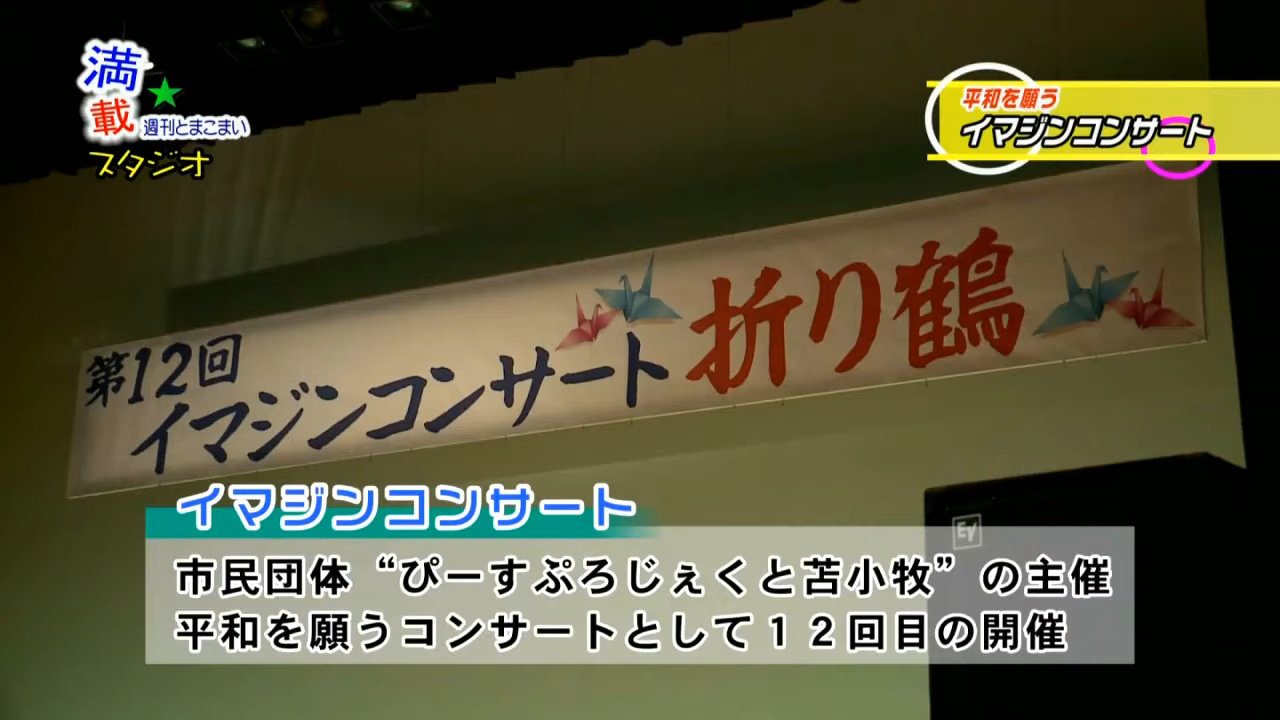 満載
週刊とまこまい
スタジオ
平和を願う
イマジンコンサート
第12回
イマジンコンサート 折り鶴
イマジンコンサート
EV
市民団体“ぴーすぷろじぇくと苫小牧”の主催
平和を願うコンサートとして１２回目の開催